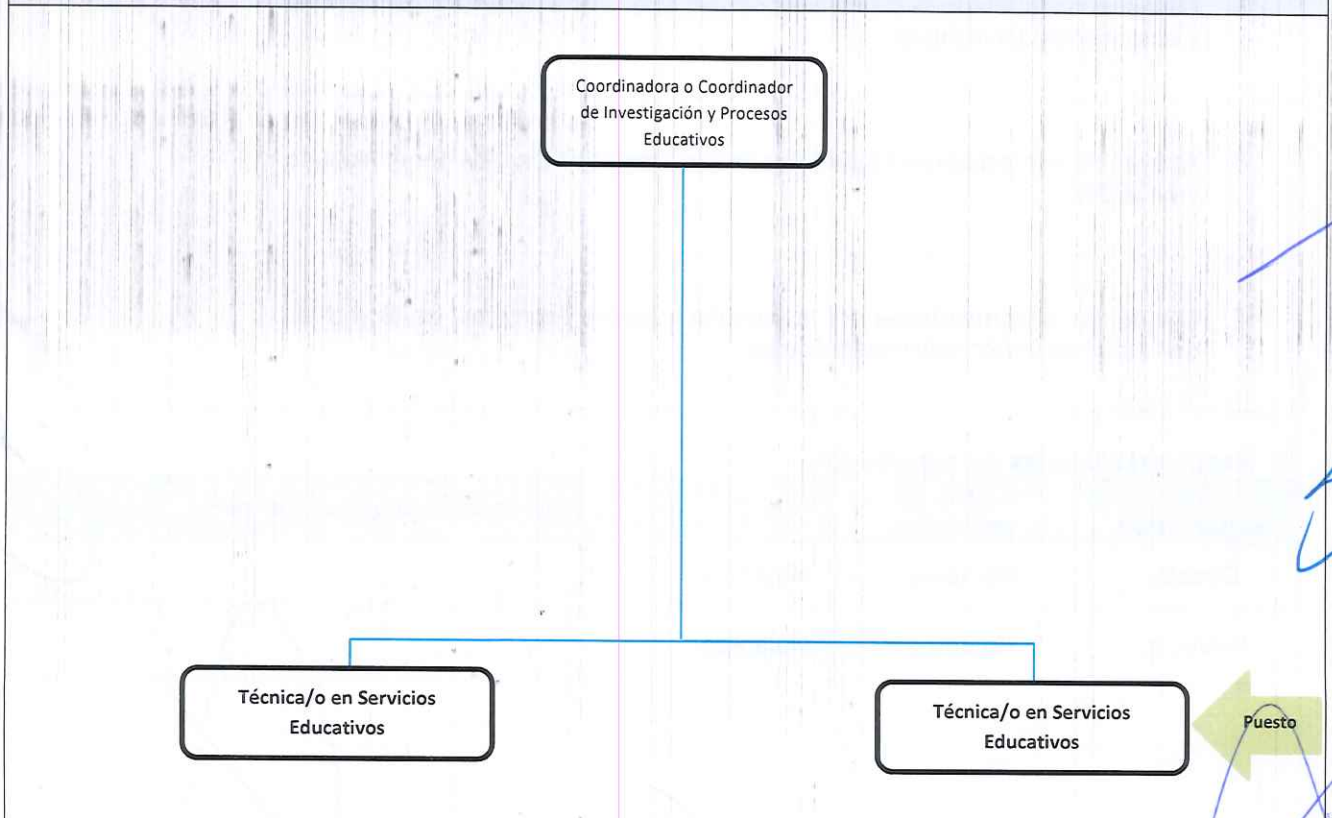 Coordinadora o Coordinador
de Investigación y Procesos
Educativos
Técnica/o en Servicios
Educativos
Técnica/o en Servicios
Educativos
Puesto